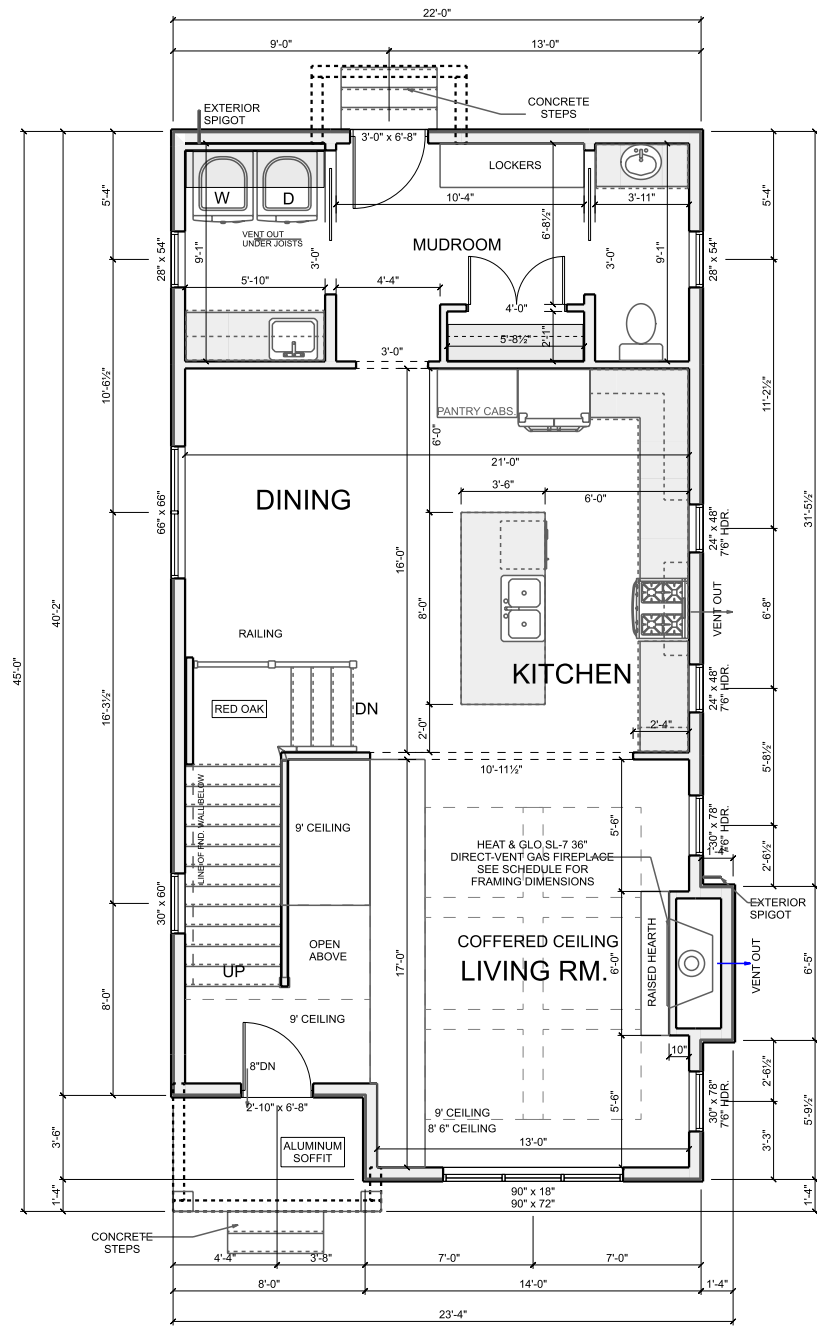 22'-0"
9'-0"
13'-0"
EXTERIOR
SPIGOT
CONCRETE
STEPS
3'-0" x 6'-8"
LOCKERS
W
D
10'-4"
3'-11"
5'-4"
5'-4"
6'-8½"
VENT OUT
UNDER JOISTS
MUDROOM
9'-1"
3'-0"
3'-0"
9'-1"
28" x 54"
28" x 54"
5'-10"
4'-4"
4'-0"
5'-8½"
2'-1"
3'-0"
10'-6½"
11'-2½"
PANTRY CABS.
6'-0"
21'-0"
3'-6"
6'-0"
DINING
66" x 66"
24" x 48"
7'6" HDR.
31'-5½"
16'-0"
8'-0"
40'-2"
VENT OUT
6'-8"
RAILING
45'-0"
KITCHEN
24" x 48"
7'6" HDR.
RED OAK
DN
16'-3½"
2'-0"
2'-4"
10'-11½"
5'-8½"
LINE OF FND. WALL BELOW
9' CEILING
5'-6"
30" x 78"
7'6" HDR.
HEAT & GLO SL-7 36"
DIRECT-VENT GAS FIREPLACE
SEE SCHEDULE FOR
FRAMING DIMENSIONS
1'-4"
2'-6½"
30" x 60"
EXTERIOR
SPIGOT
OPEN
ABOVE
COFFERED CEILING
LIVING RM.
17'-0"
6'-0"
RAISED HEARTH
VENT OUT
6'-5"
UP
8'-0"
9' CEILING
10"
8"DN
2'-6½"
2'-10" x 6'-8"
5'-6"
30" x 78"
7'6" HDR.
5'-9½"
9' CEILING
8' 6" CEILING
3'-6"
ALUMINUM
SOFFIT
13'-0"
3'-3"
1'-4"
90" x 18"
90" x 72"
1'-4"
CONCRETE
STEPS
4'-4"
3'-8"
7'-0"
7'-0"
8'-0"
14'-0"
1'-4"
23'-4"